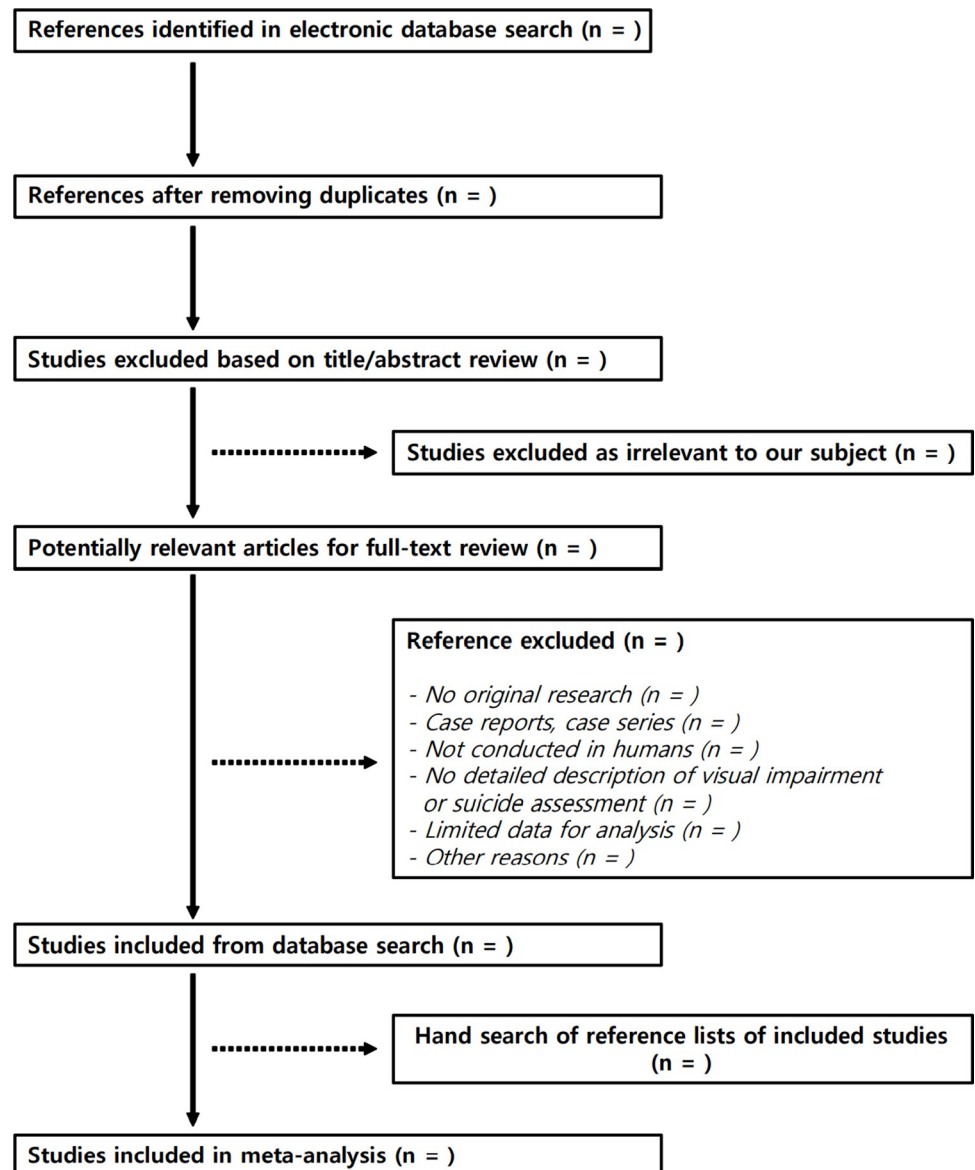 References identified in electronic database search (n = )
References after removing duplicates (n = )
Studies excluded based on title/abstract review (n = )
Studies excluded as irrelevant to our subject (n = )
Potentially relevant articles for full-text review (n = )
Reference excluded (n = )
- No original research (n = )
- Case reports, case series (n = )
- Not conducted in humans (n = )
- No detailed description of visual impairment
or suicide assessment (n = )
- Limited data for analysis (n = )
- Other reasons (n = )
Studies included from database search (n = )
Hand search of reference lists of included studies
(n = )
Studies included in meta-analysis (n = )